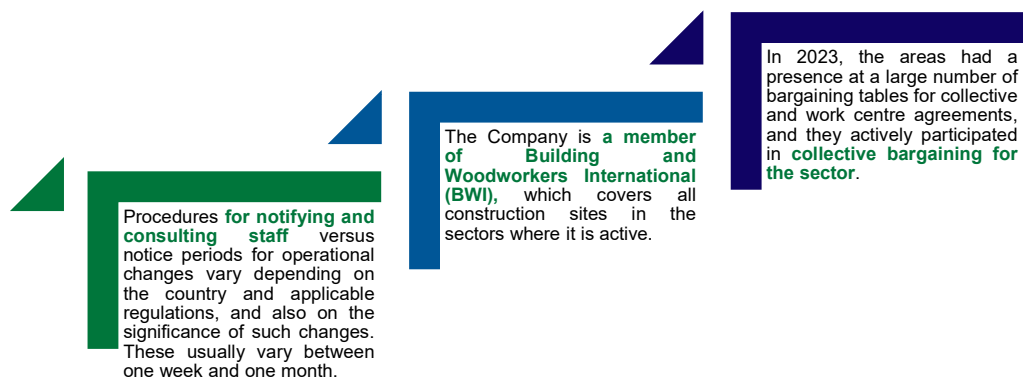 Procedures for notifying and
consulting staff versus
notice periods for operational
changes vary depending on
the country and applicable
regulations, and also on the
significance of such changes.
These usually vary between
one week and one month.
The Company is a member
of Building and
Woodworkers International
(BWI), which covers all
construction sites in the
sectors where it is active.
In 2023, the areas had a
presence at a large number of
bargaining tables for collective
and work centre agreements,
and they actively participated
in collective bargaining for
the sector.